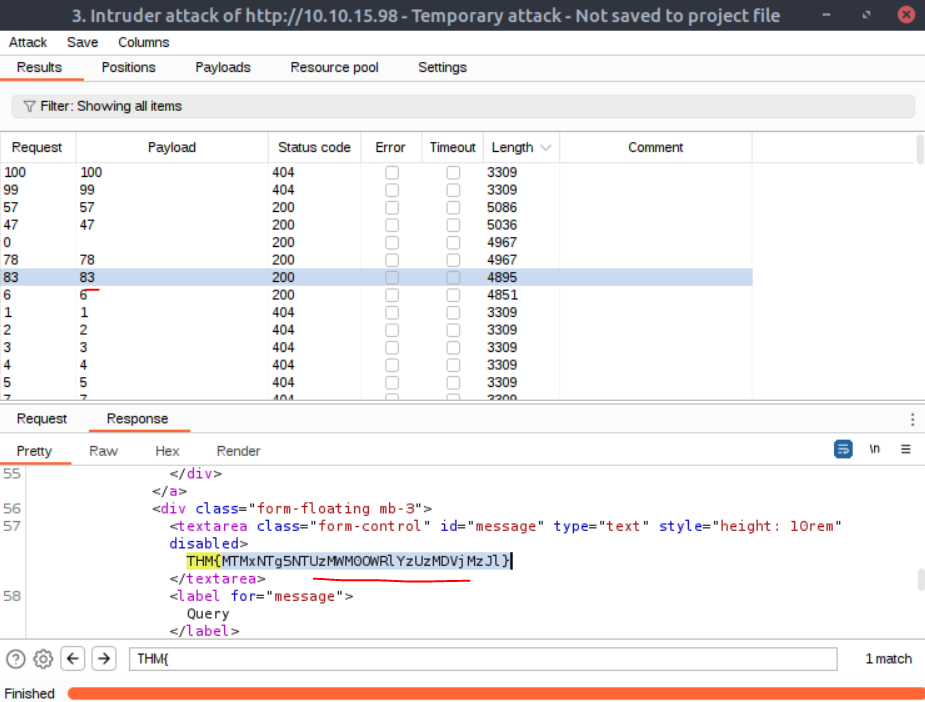 3. Intruder attack of http://10.10.15.98 - Temporary attack - Not saved to project file
Attack Save Columns
Results Positions Payloads Resource pool Settings
Filter: Showing all items
Request Payload Status code Error Timeout Length Comment
100 100 404 3309
99 99 404 3309
57 57 200 5086
47 47 200 5036
0 200 4967
78 78 200 4967
83 83 200 4895
6 6 200 4851
1 1 404 3309
2 2 404 3309
3 3 404 3309
4 4 404 3309
5 5 404 3309
7 7 404 3309
Request Response
Pretty Raw Hex Render \n
55 </div>
</a>
56 <div class="form-floating mb-3">
57 <textarea class="form-control" id="message" type="text" style="height: 10rem"
disabled>
THM{MTMxNTg5NTUzMWM0OWRlYzUzMDVjMzJl}
</textarea>
58 <label for="message">
Query
</label>
THM{ 1 match
Finished